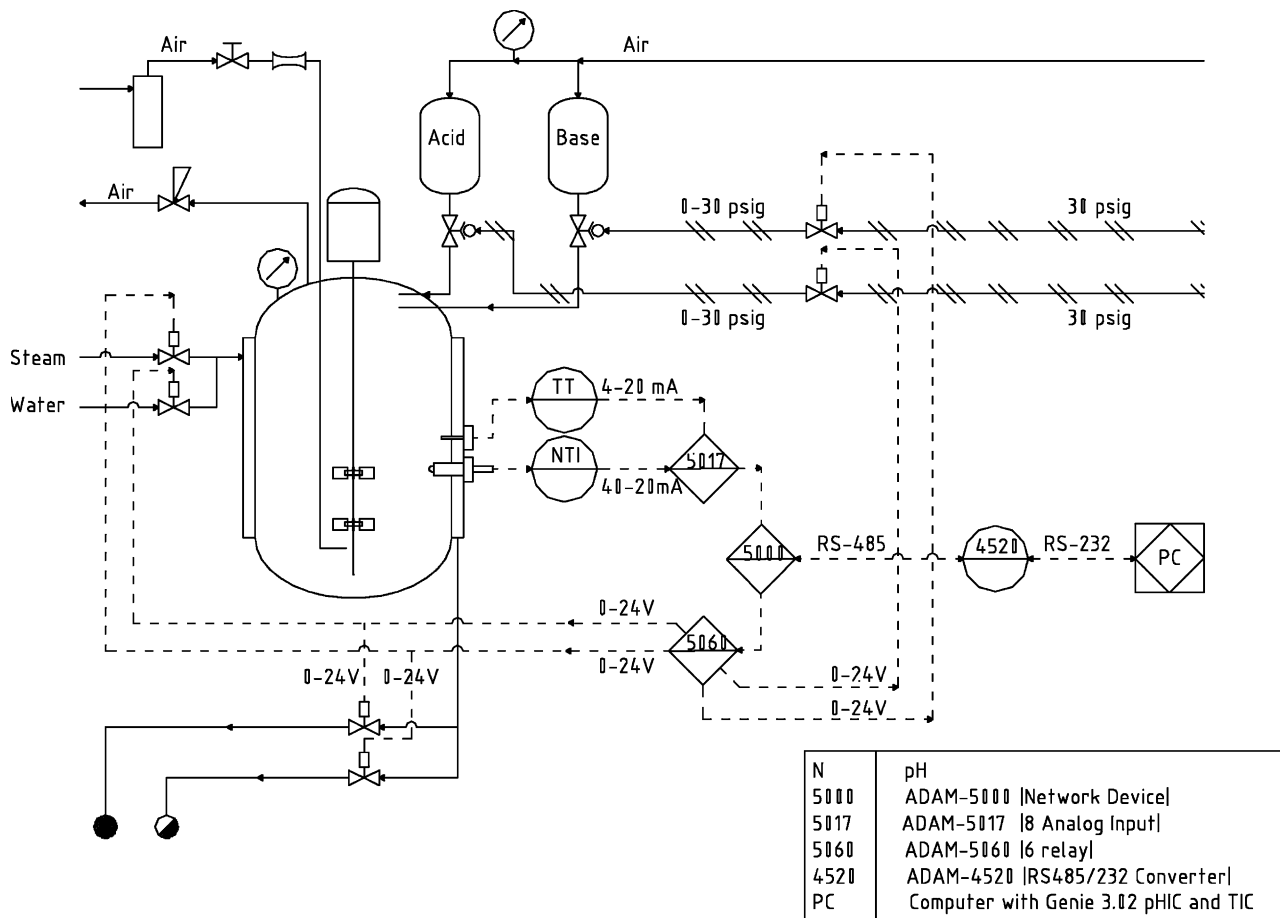 Air
Air
Acid
Base
Air
0-30 psig
30 psig
0-30 psig
30 psig
Steam
Water
TT
4-20 mA
NTI
40-20mA
5017
5000
RS-485
4520
RS-232
PC
0-24V
5060
0-24V
0-24V
0-24V
0-24V
0-24V
N pH
5000 ADAM-5000 |Network Device|
5017 ADAM-5017 |8 Analog Input|
5060 ADAM-5060 |6 relay|
4520 ADAM-4520 |RS485/232 Converter|
PC Computer with Genie 3.02 pHIC and TIC